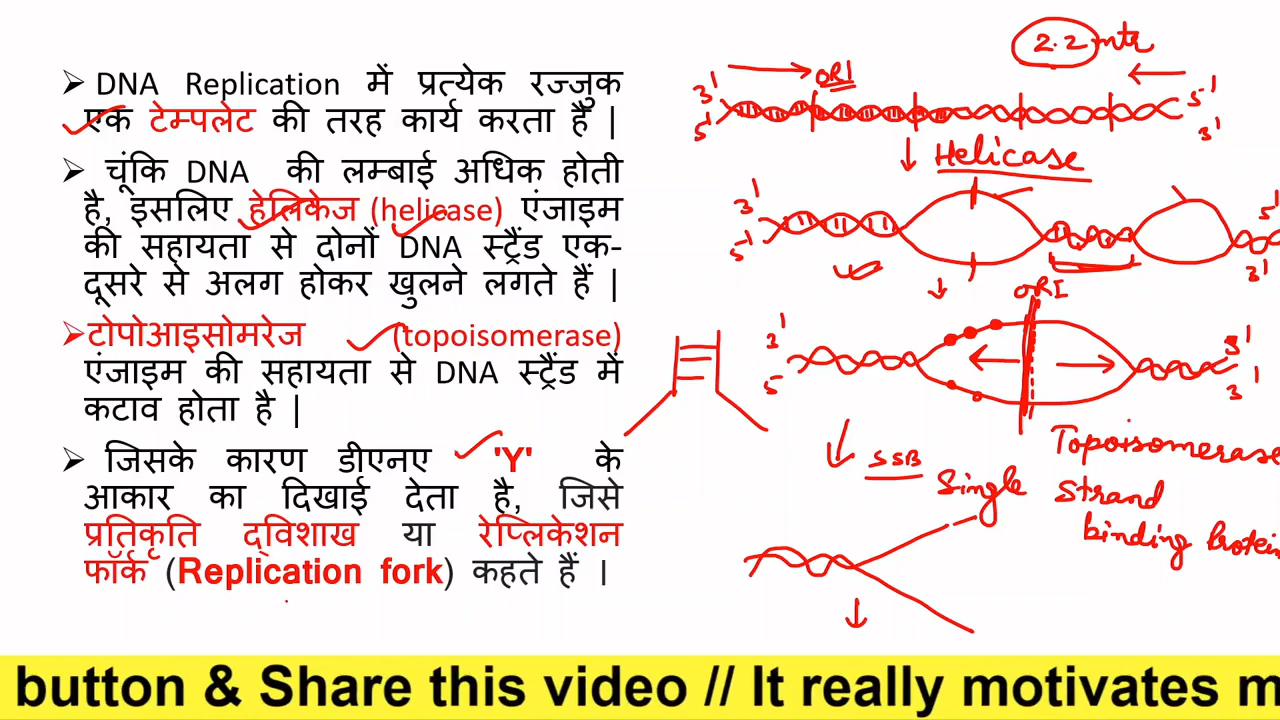 ➢ DNA Replication में प्रत्येक रज्जुक
एक टेम्पलेट की तरह कार्य करता है |
➢ चूंकि DNA की लम्बाई अधिक होती
है, इसलिए हेलिकेज (helicase) एंजाइम
की सहायता से दोनों DNA स्ट्रैंड एक-
दूसरे से अलग होकर खुलने लगते हैं |
➢टोपोआइसोमरेज (topoisomerase)
एंजाइम की सहायता से DNA स्ट्रैंड में
कटाव होता है |
➢ जिसके कारण डीएनए 'Y' के
आकार का दिखाई देता है, जिसे
प्रतिकृति द्विशाख या रेप्लिकेशन
फॉर्क (Replication fork) कहते हैं ।
2.2 mtr
ORI
3' 5'
5' 3'
Helicase
3' 5'
5' 3'
ORI
3' 5'
5 3'
Topoisomerase
SSB
Single Strand
binding Protein
button & Share this video // It really motivates m